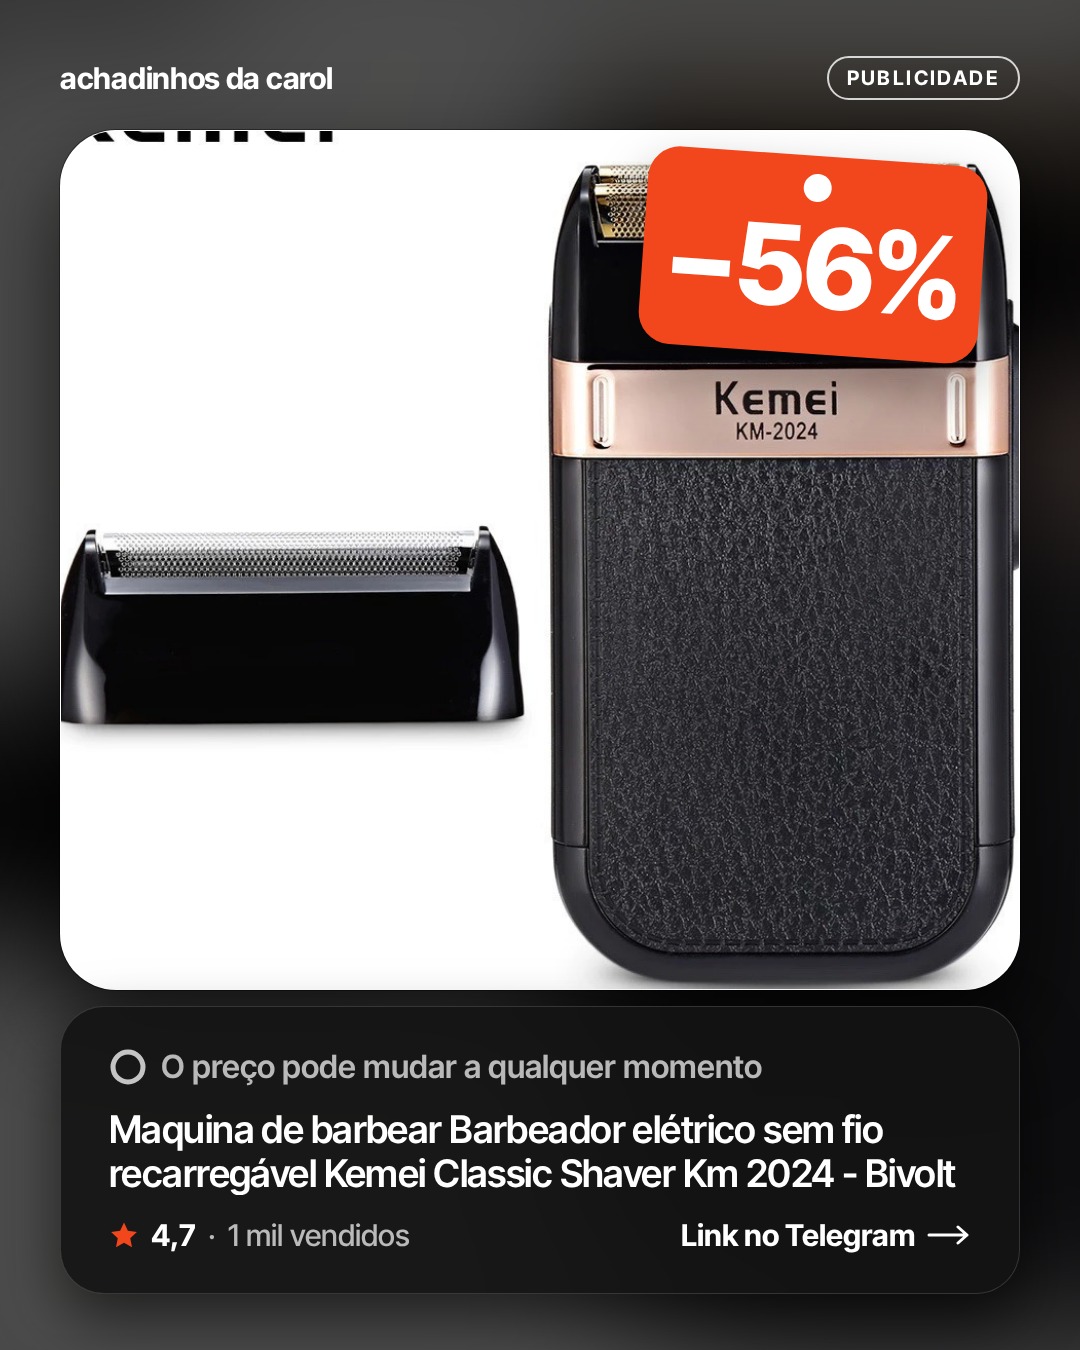 achadinhos da carol
PUBLICIDADE
-56%
Kemei
KM-2024
O preço pode mudar a qualquer momento
Maquina de barbear Barbeador elétrico sem fio
recarregável Kemei Classic Shaver Km 2024 - Bivolt
4,7 · 1 mil vendidos
Link no Telegram →